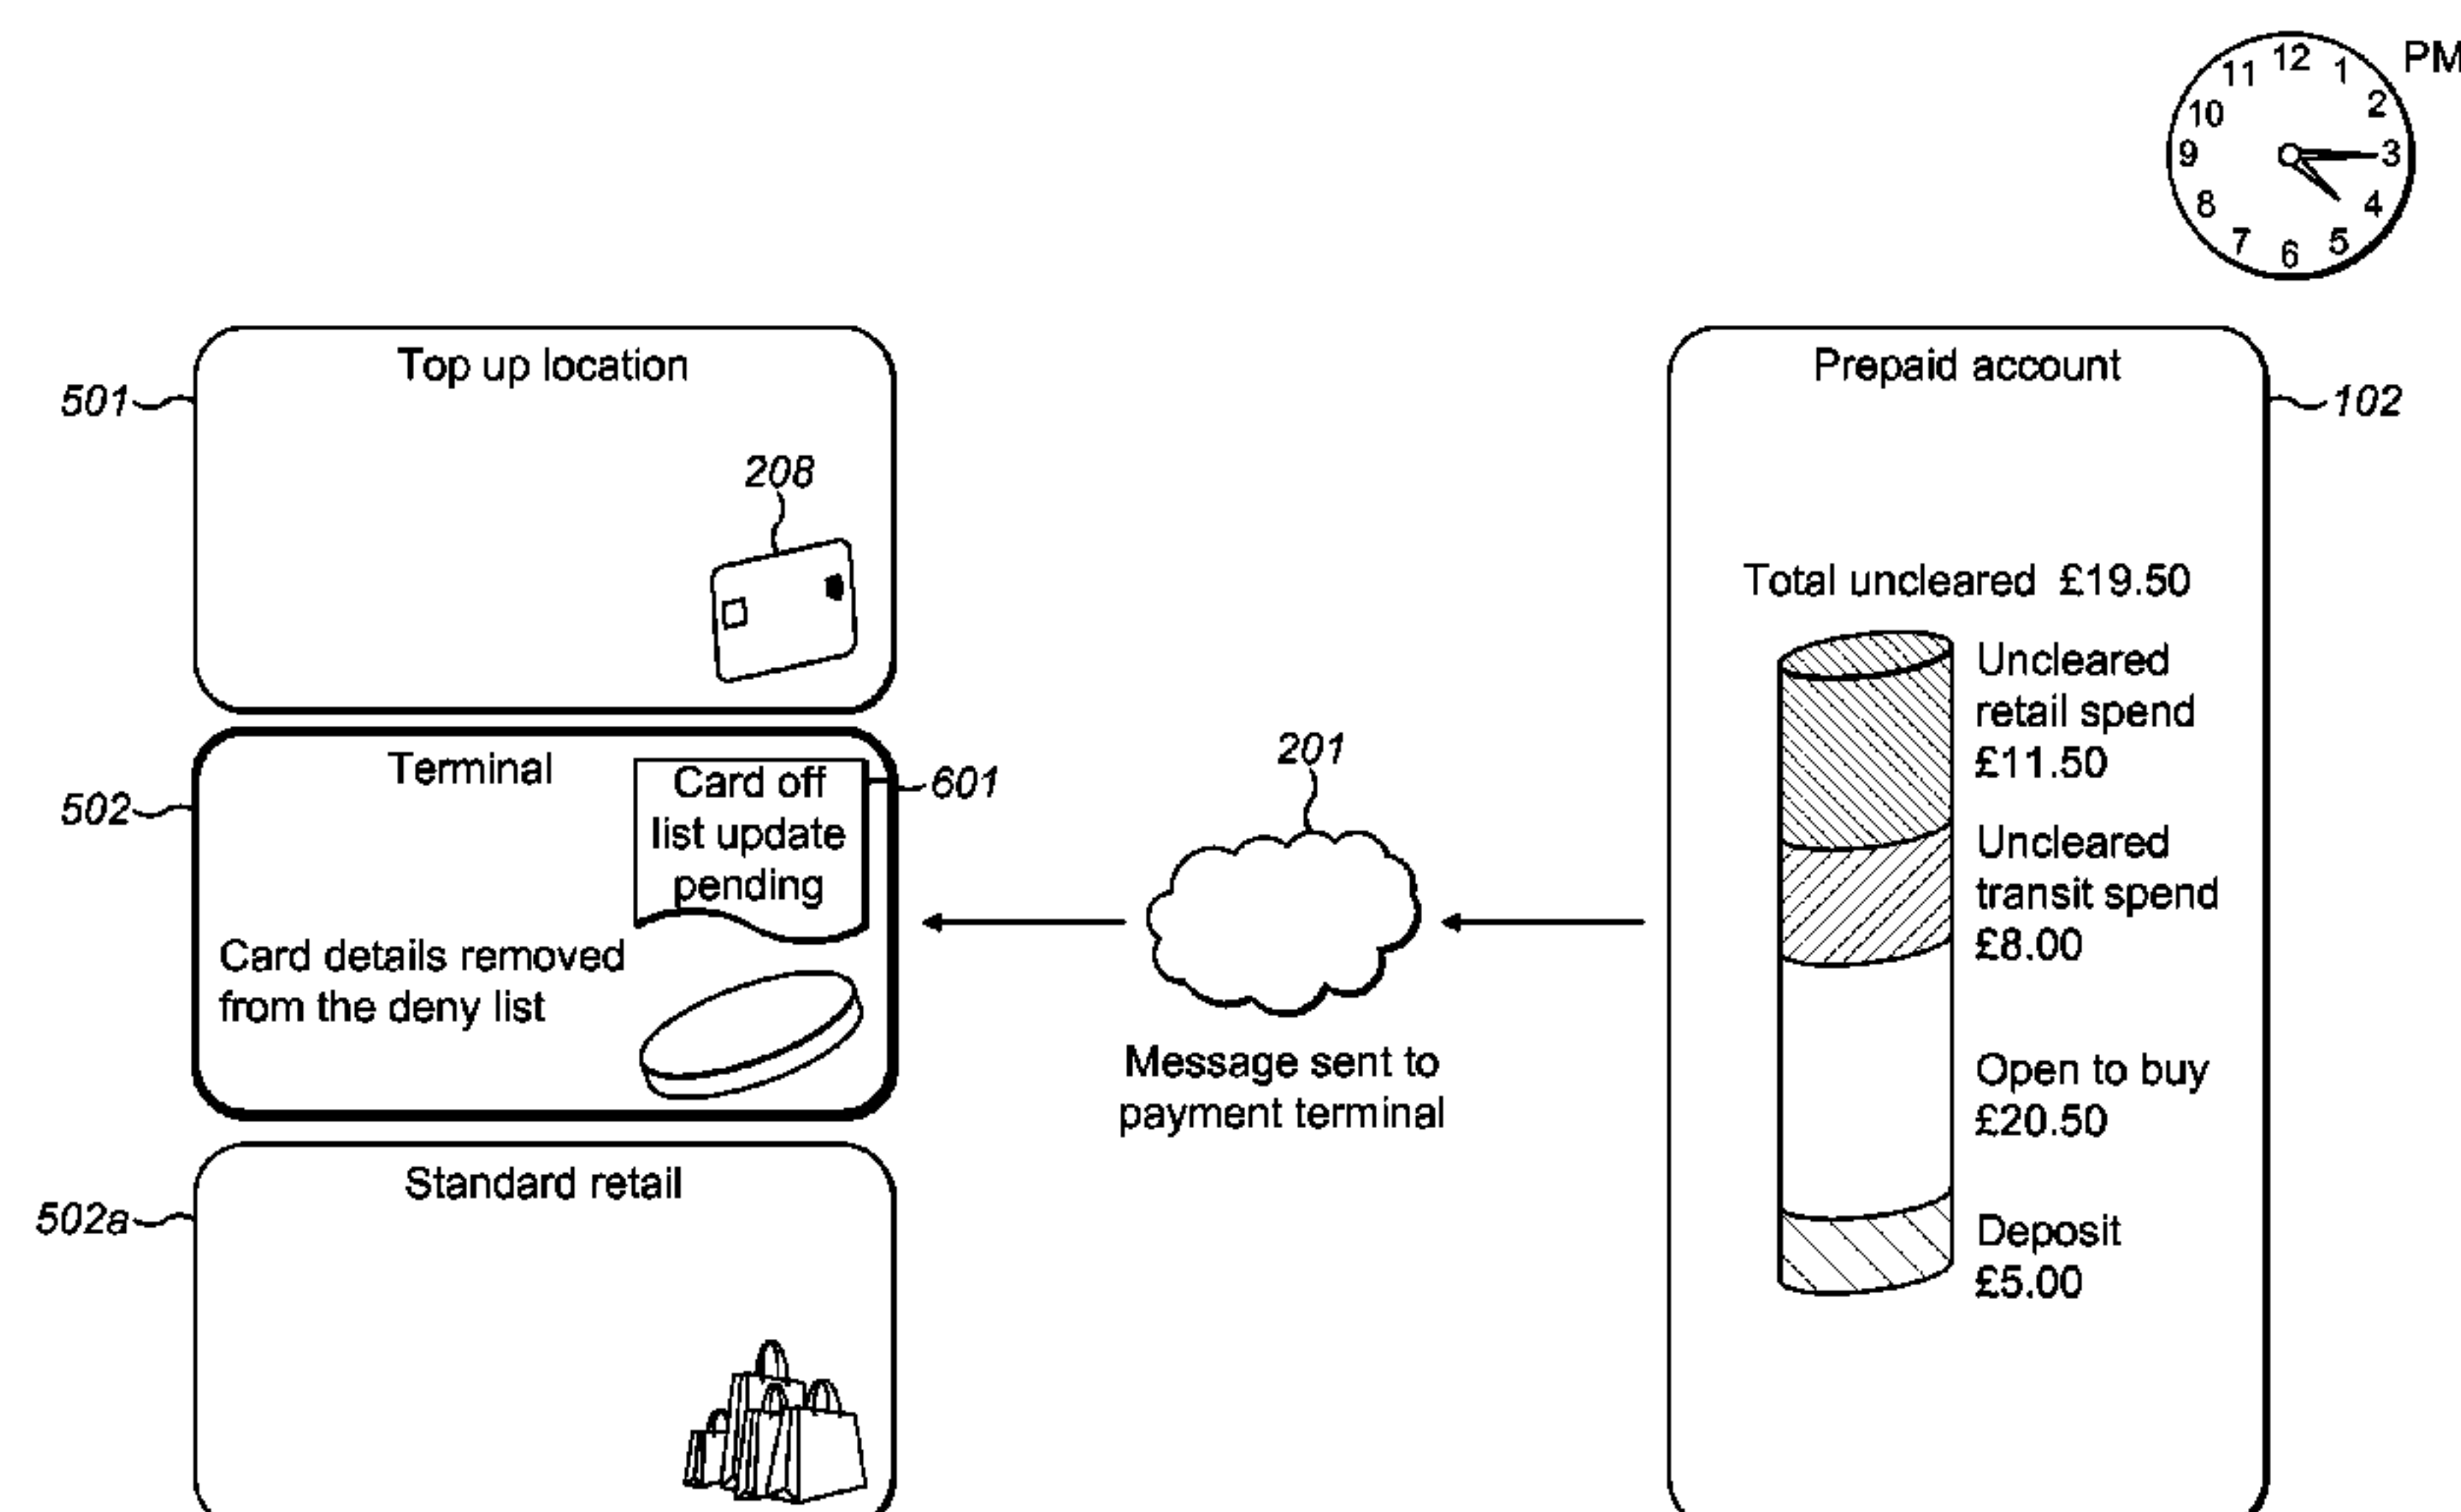 12
11
1
PM
10
2
9
3
8
4
7
5
6
Top up location
501
208
Terminal
Card off
list update
pending
601
502
Card details removed
from the deny list
Standard retail
502a
201
Message sent to
payment terminal
Prepaid account
102
Total uncleared £19.50
Uncleared
retail spend
£11.50
Uncleared
transit spend
£8.00
Open to buy
£20.50
Deposit
£5.00